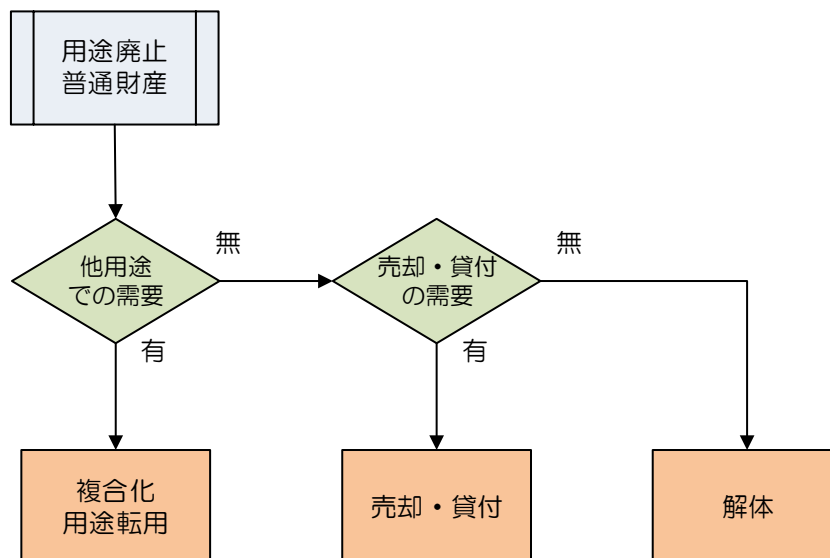 用途廃止
普通財産
他用途
での需要
無
有
売却・貸付
の需要
無
有
複合化
用途転用
売却・貸付
解体